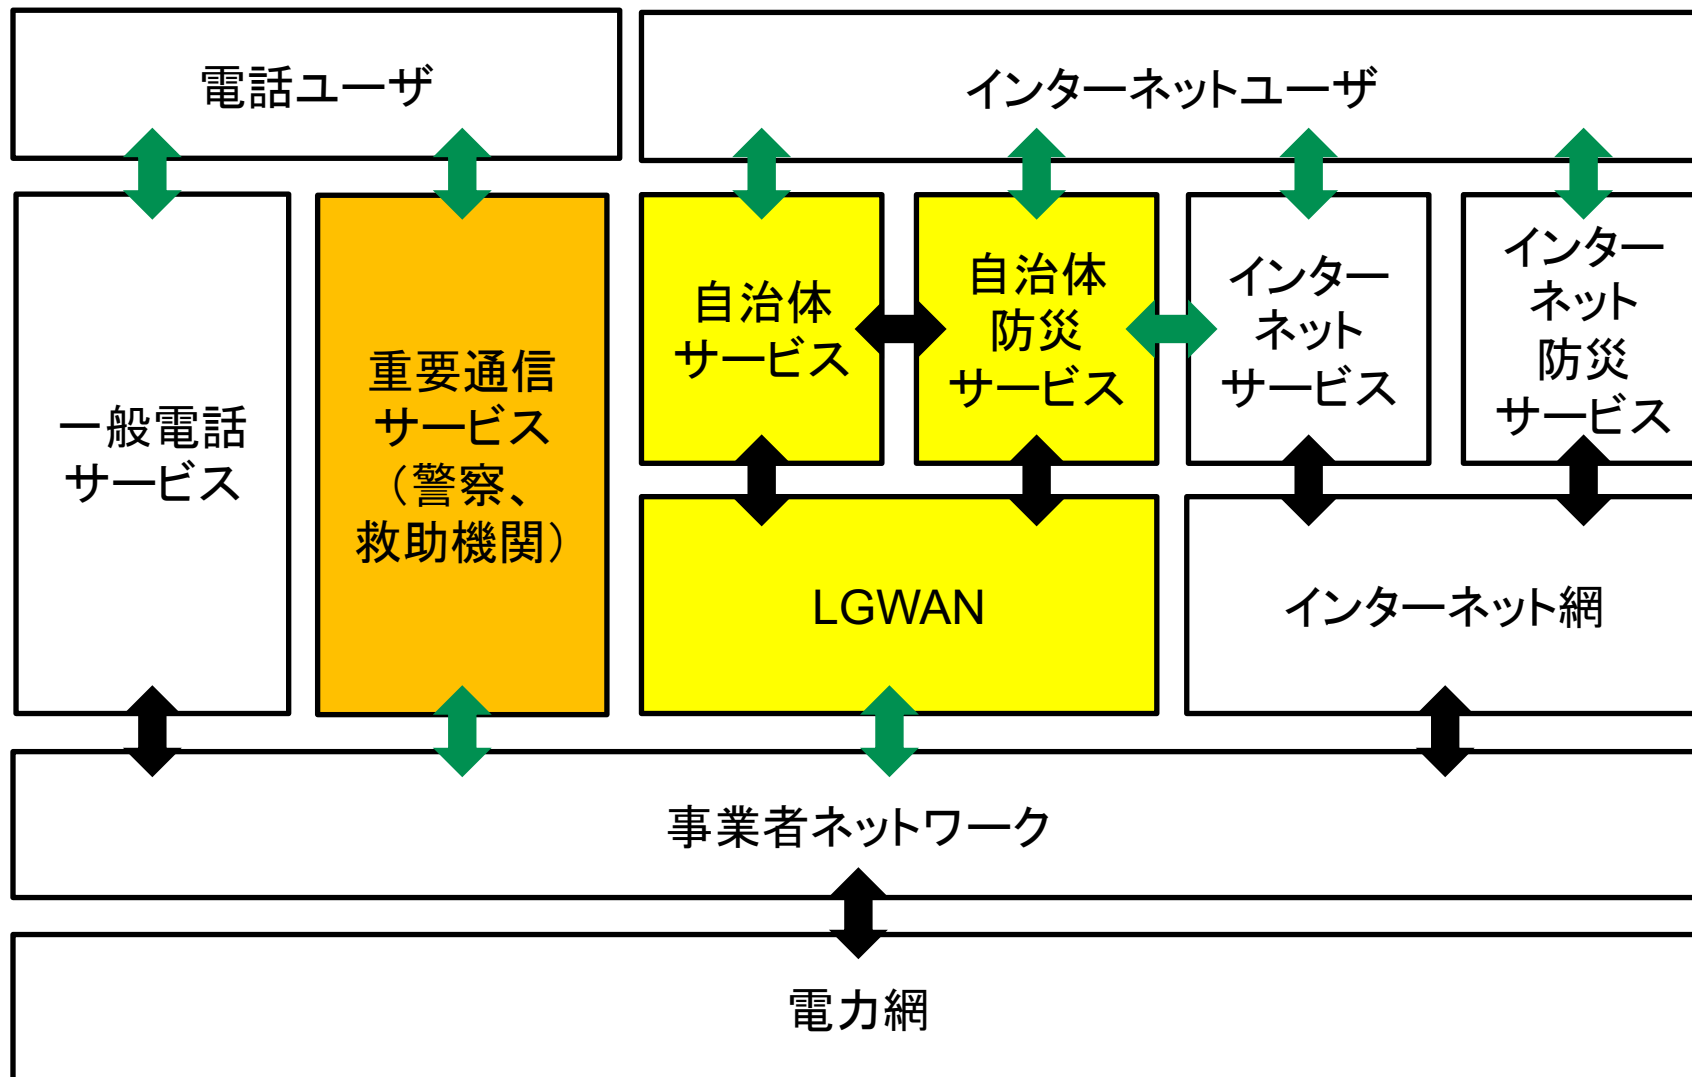 電話ユーザ
インターネットユーザ
一般電話
サービス
重要通信
サービス
（警察、
救助機関）
自治体
サービス
自治体
防災
サービス
インター
ネット
サービス
インター
ネット
防災
サービス
LGWAN
インターネット網
事業者ネットワーク
電力網